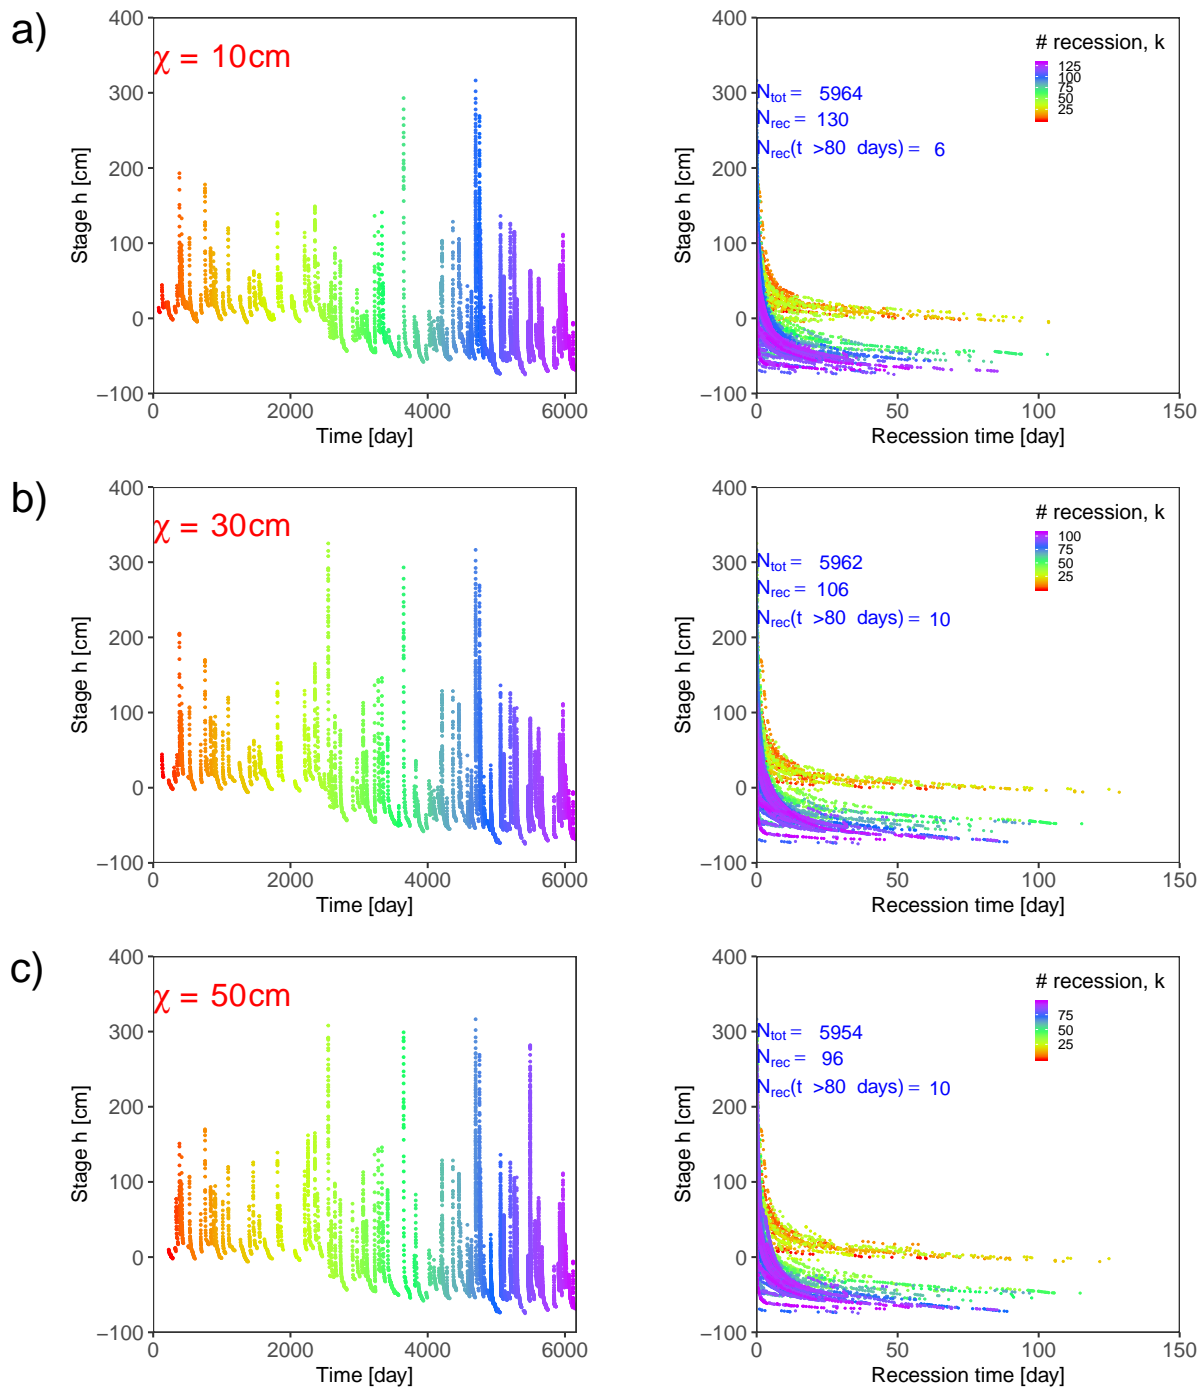 a)
χ = 10cm
400
300
200
100
0
−100
Stage h [cm]
0 2000 4000 6000
Time [day]
400
300
200
100
0
−100
Stage h [cm]
# recession, k
125
100
75
50
25
Ntot = 5964
Nrec = 130
Nrec(t >80 days) = 6
0 50 100 150
Recession time [day]
b)
χ = 30cm
400
300
200
100
0
−100
Stage h [cm]
0 2000 4000 6000
Time [day]
400
300
200
100
0
−100
Stage h [cm]
# recession, k
100
75
50
25
Ntot = 5962
Nrec = 106
Nrec(t >80 days) = 10
0 50 100 150
Recession time [day]
c)
χ = 50cm
400
300
200
100
0
−100
Stage h [cm]
0 2000 4000 6000
Time [day]
400
300
200
100
0
−100
Stage h [cm]
# recession, k
75
50
25
Ntot = 5954
Nrec = 96
Nrec(t >80 days) = 10
0 50 100 150
Recession time [day]